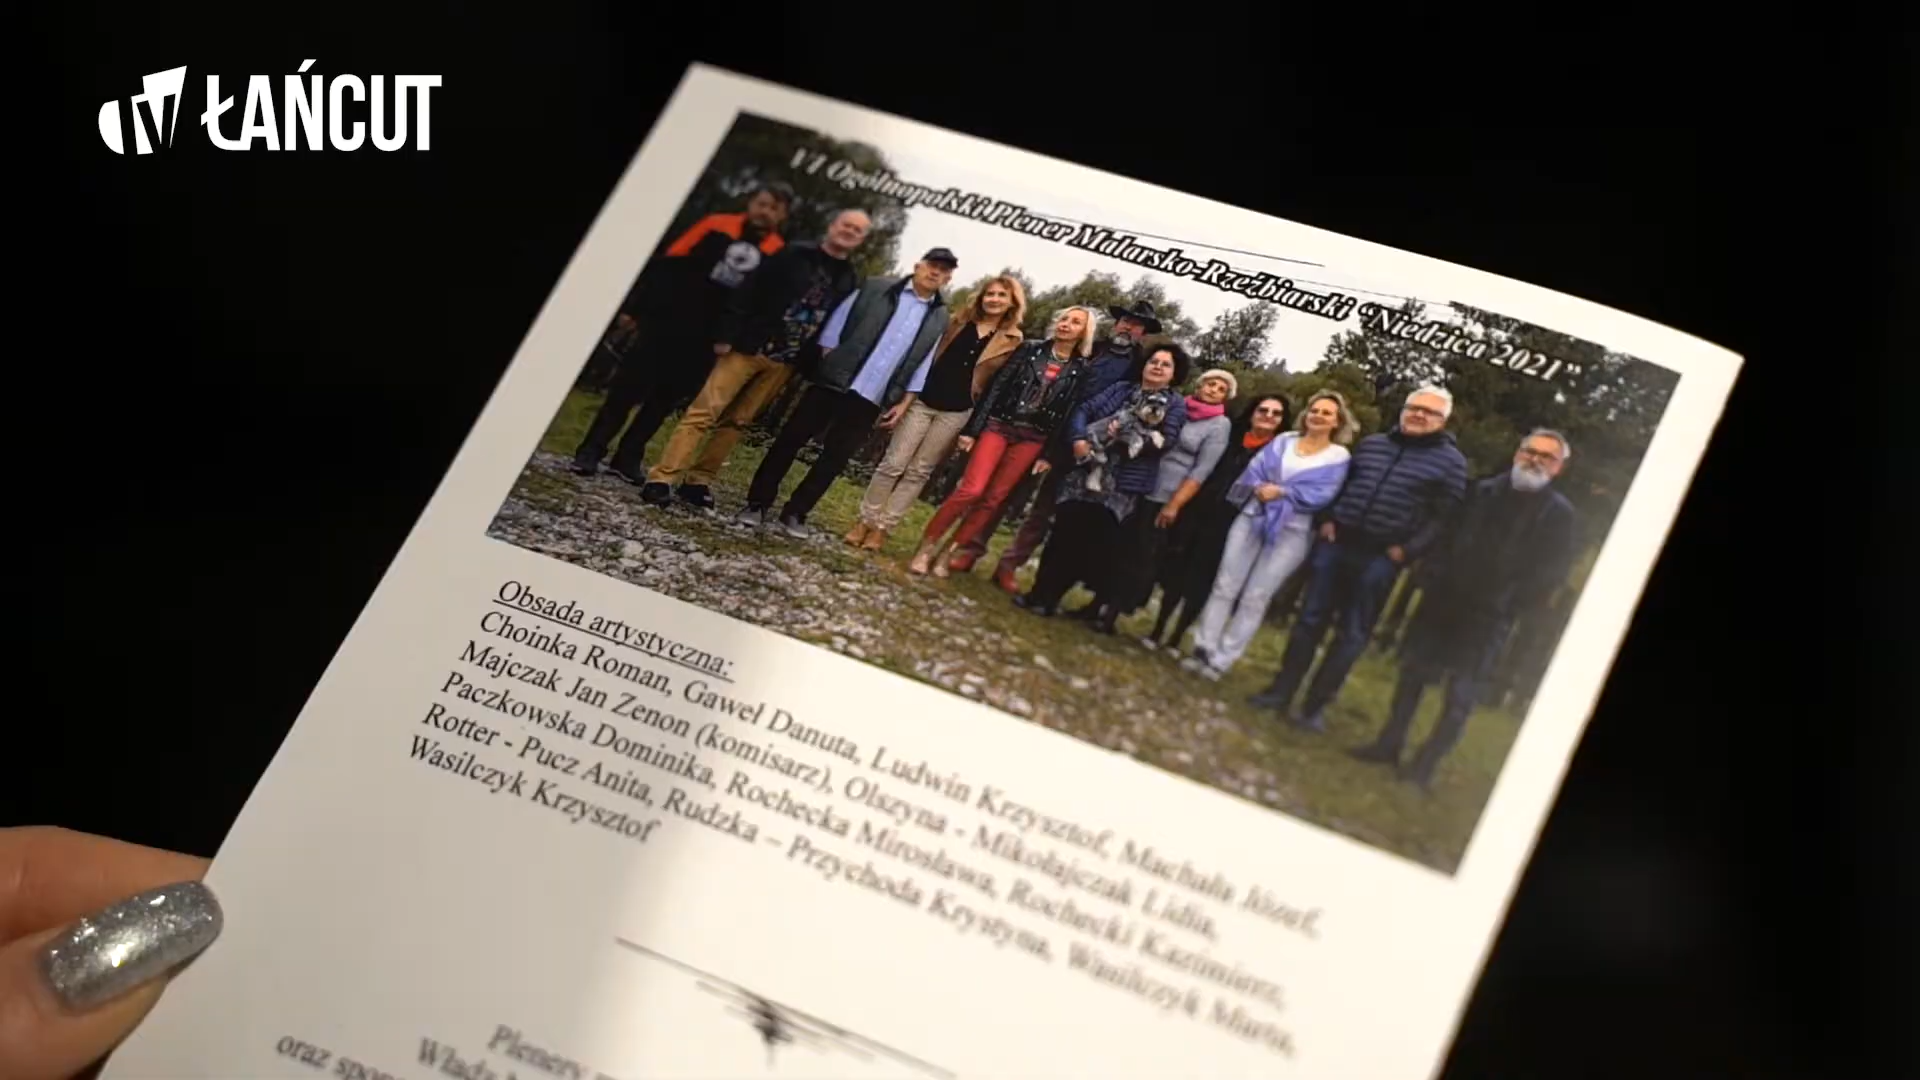 ŁAŃCUT
VI Ogólnopolski Plener Malarsko-Rzeźbiarski “Niedzica 2021”
Obsada artystyczna:
Choinka Roman, Gaweł Danuta, Ludwin Krzysztof, Machała Józef,
Majczak Jan Zenon (komisarz), Olszyna - Mikołajczak Lidia,
Paczkowska Dominika, Rochecka Mirosława, Rochecki Kazimierz,
Rotter - Pucz Anita, Rudzka – Przychoda Krystyna, Wasilczyk Marta,
Wasilczyk Krzysztof
Plenery
oraz